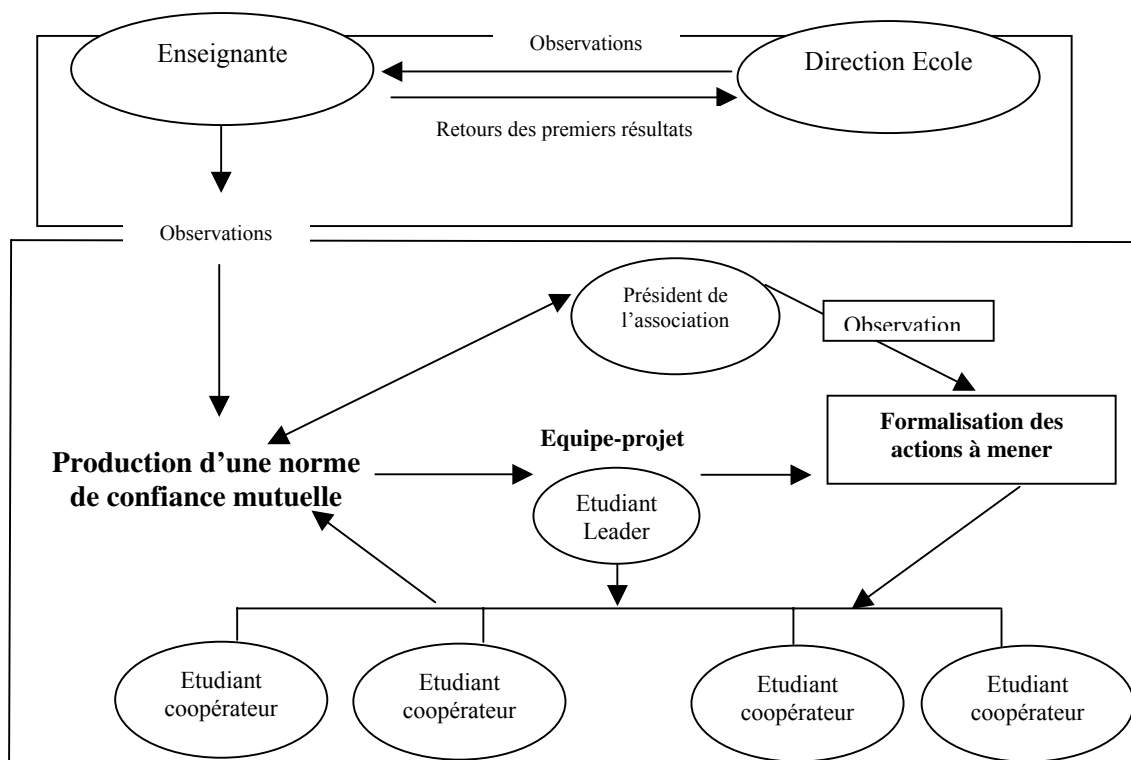 Enseignante
Observations
Direction Ecole
Retours des premiers résultats
Observations
Président de
l’association
Observation
Formalisation des
actions à mener
Equipe-projet
Production d’une norme
de confiance mutuelle
Etudiant
Leader
Etudiant
coopérateur
Etudiant
coopérateur
Etudiant
coopérateur
Etudiant
coopérateur